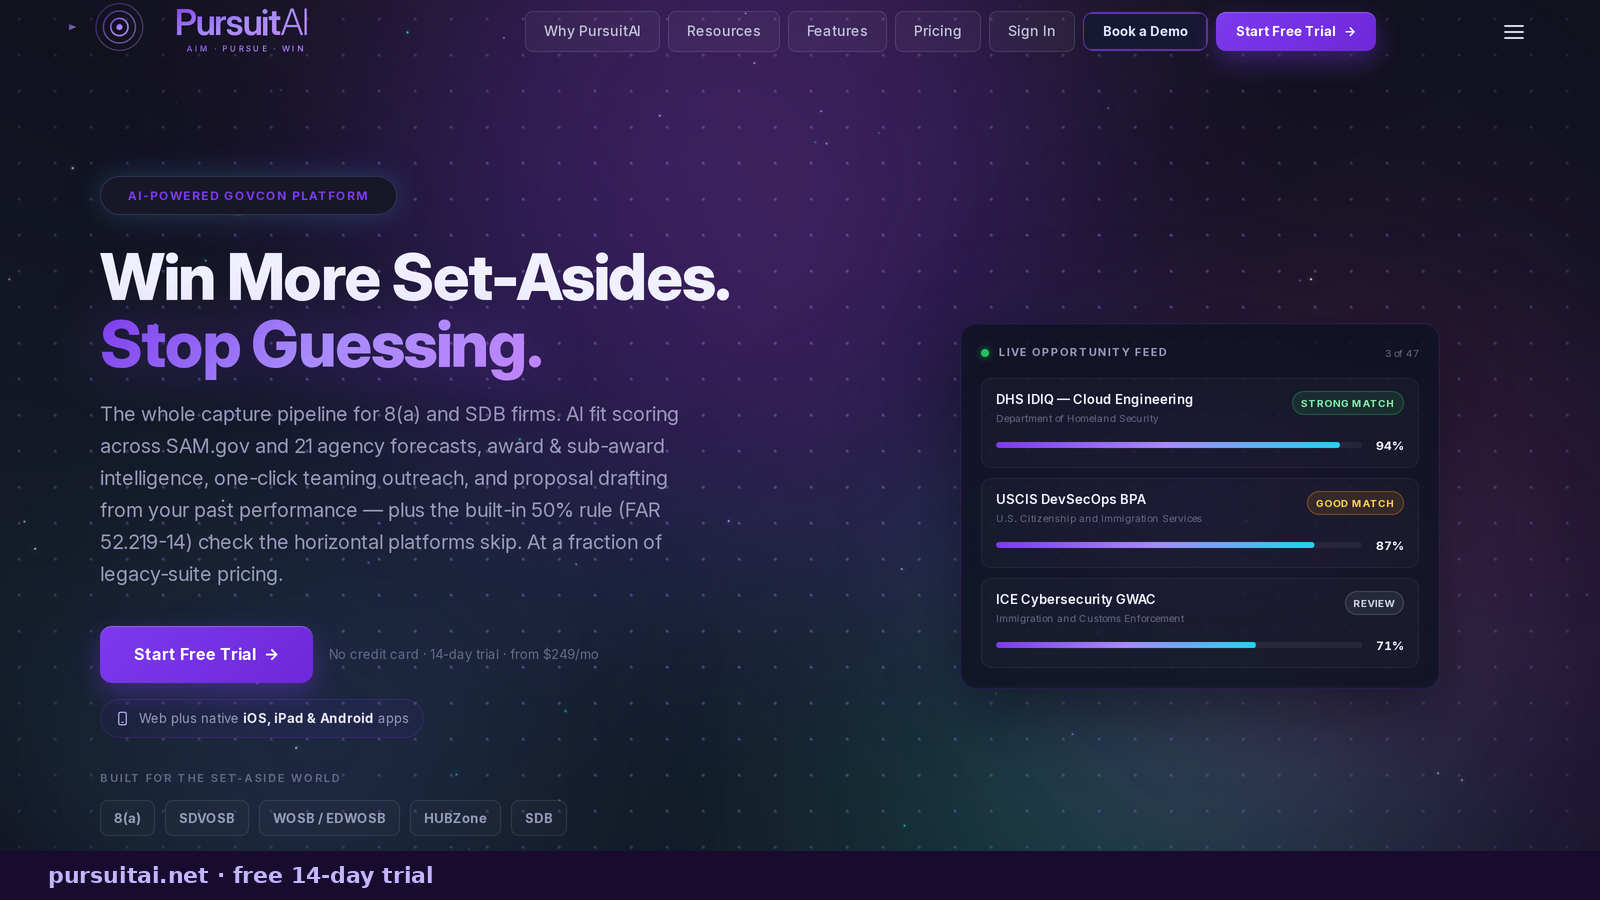 PursuitAI
AIM · PURSUE · WIN
Why PursuitAI
Resources
Features
Pricing
Sign In
Book a Demo
Start Free Trial →
AI-POWERED GOVCON PLATFORM
Win More Set-Asides.
Stop Guessing.
The whole capture pipeline for 8(a) and SDB firms. AI fit scoring
across SAM.gov and 21 agency forecasts, award & sub-award
intelligence, one-click teaming outreach, and proposal drafting
from your past performance — plus the built-in 50% rule (FAR
52.219-14) check the horizontal platforms skip. At a fraction of
legacy-suite pricing.
Start Free Trial →
No credit card · 14-day trial · from $249/mo
Web plus native iOS, iPad & Android apps
BUILT FOR THE SET-ASIDE WORLD
8(a)
SDVOSB
WOSB / EDWOSB
HUBZone
SDB
LIVE OPPORTUNITY FEED
3 of 47
DHS IDIQ — Cloud Engineering
STRONG MATCH
Department of Homeland Security
94%
USCIS DevSecOps BPA
GOOD MATCH
U.S. Citizenship and Immigration Services
87%
ICE Cybersecurity GWAC
REVIEW
Immigration and Customs Enforcement
71%
pursuitai.net · free 14-day trial